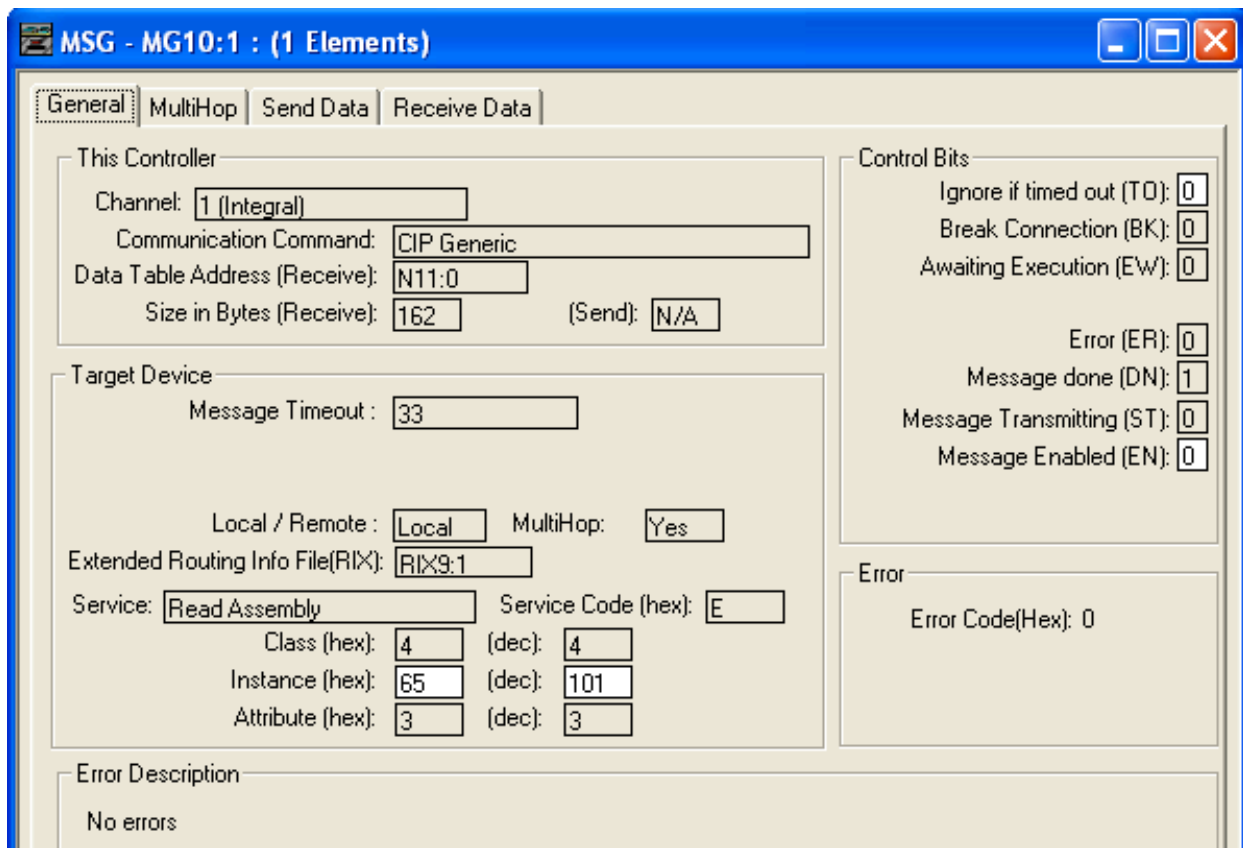 MSG - MG10:1 : (1 Elements)
General MultiHop Send Data Receive Data
This Controller
Channel: 1 (Integral)
Communication Command: CIP Generic
Data Table Address (Receive): N11:0
Size in Bytes (Receive): 162 (Send): N/A
Target Device
Message Timeout : 33
Local / Remote : Local MultiHop: Yes
Extended Routing Info File(RIX): RIX9:1
Service: Read Assembly Service Code (hex): E
Class (hex): 4 (dec): 4
Instance (hex): 65 (dec): 101
Attribute (hex): 3 (dec): 3
Control Bits
Ignore if timed out (TO): 0
Break Connection (BK): 0
Awaiting Execution (EW): 0
Error (ER): 0
Message done (DN): 1
Message Transmitting (ST): 0
Message Enabled (EN): 0
Error
Error Code(Hex): 0
Error Description
No errors